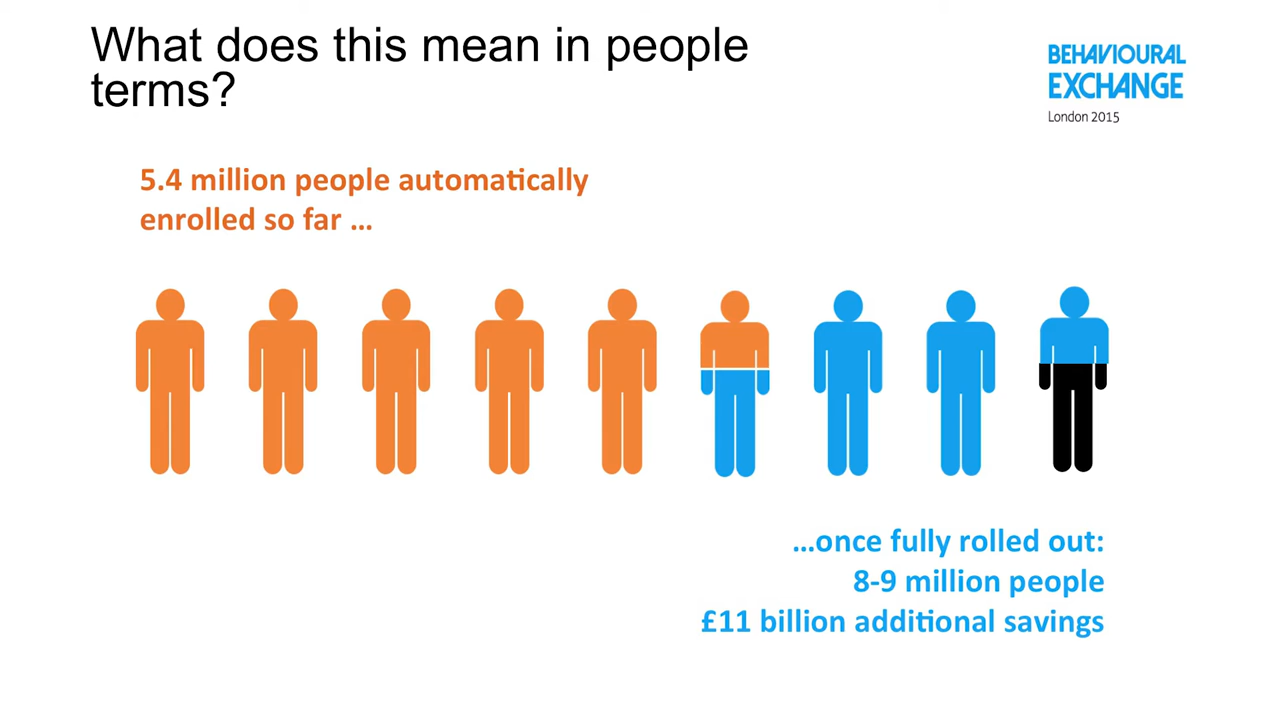 What does this mean in people
terms?
BEHAVIOURAL
EXCHANGE
London 2015
5.4 million people automatically
enrolled so far ...
...once fully rolled out:
8-9 million people
£11 billion additional savings